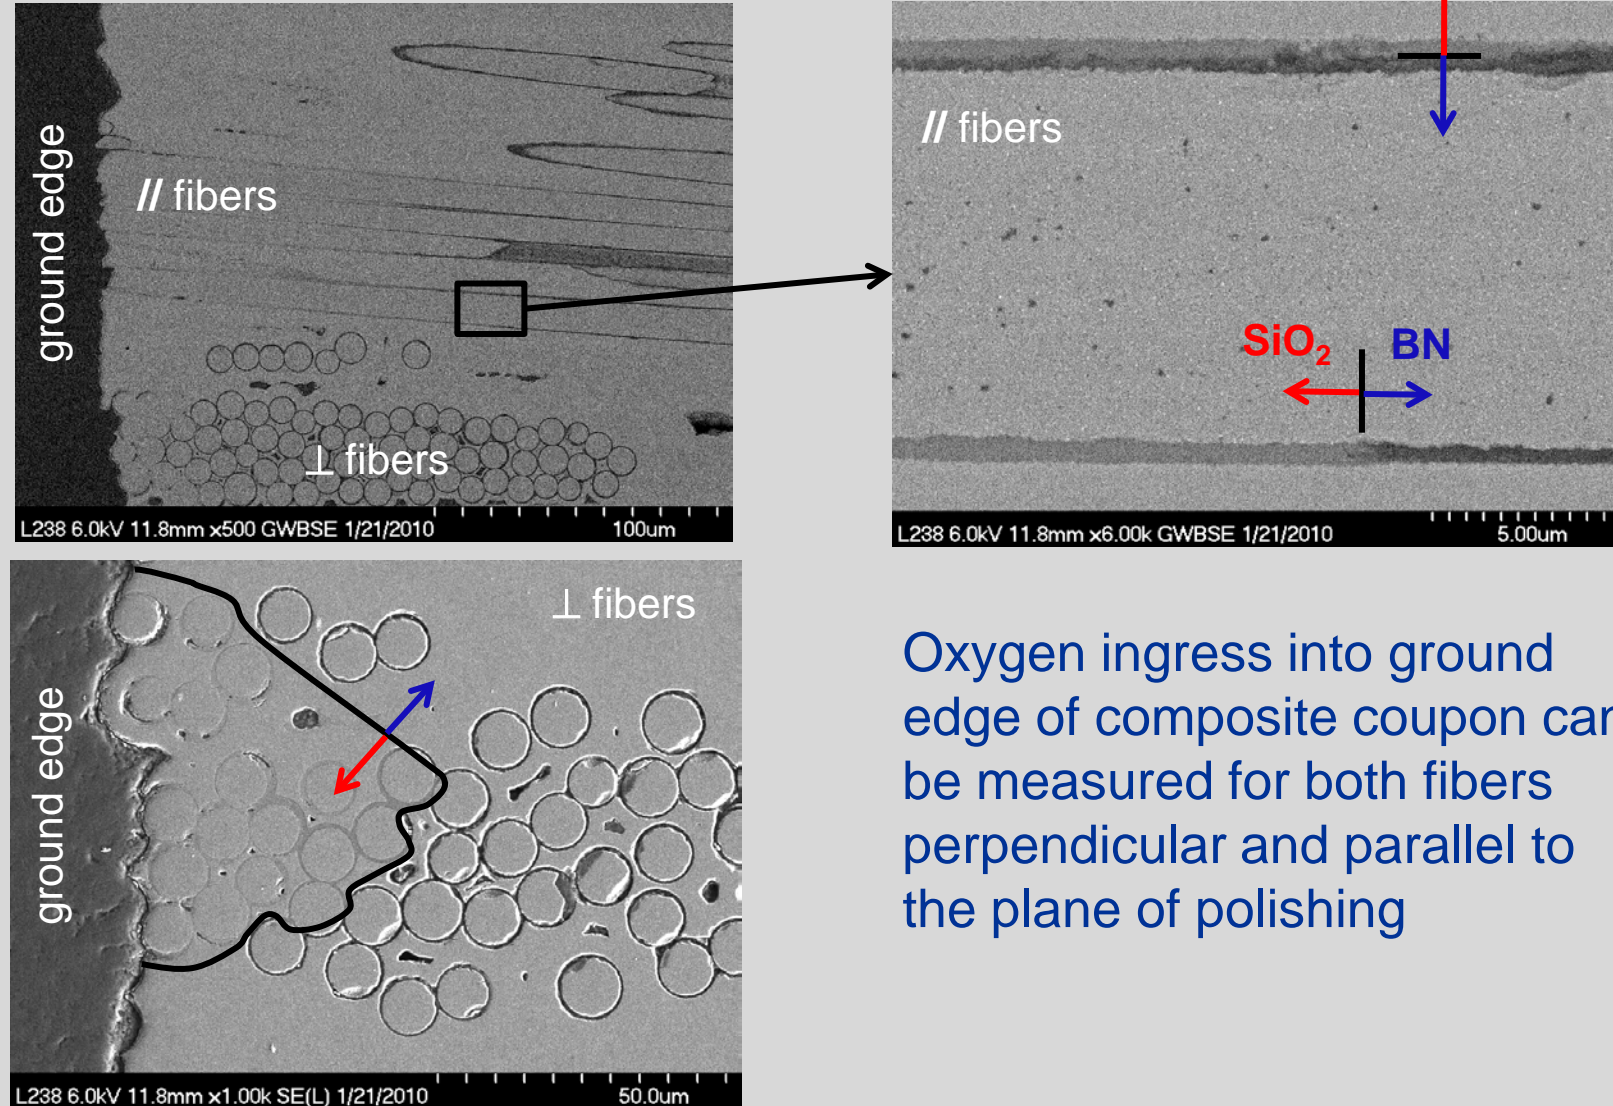 ground edge
// fibers
⊥ fibers
L238 6.0kV 11.8mm x500 GWBSE 1/21/2010 100um
// fibers
SiO₂ BN
L238 6.0kV 11.8mm x6.00k GWBSE 1/21/2010 5.00um
ground edge
⊥ fibers
L238 6.0kV 11.8mm x1.00k SE(L) 1/21/2010 50.0um
Oxygen ingress into ground
edge of composite coupon can
be measured for both fibers
perpendicular and parallel to
the plane of polishing